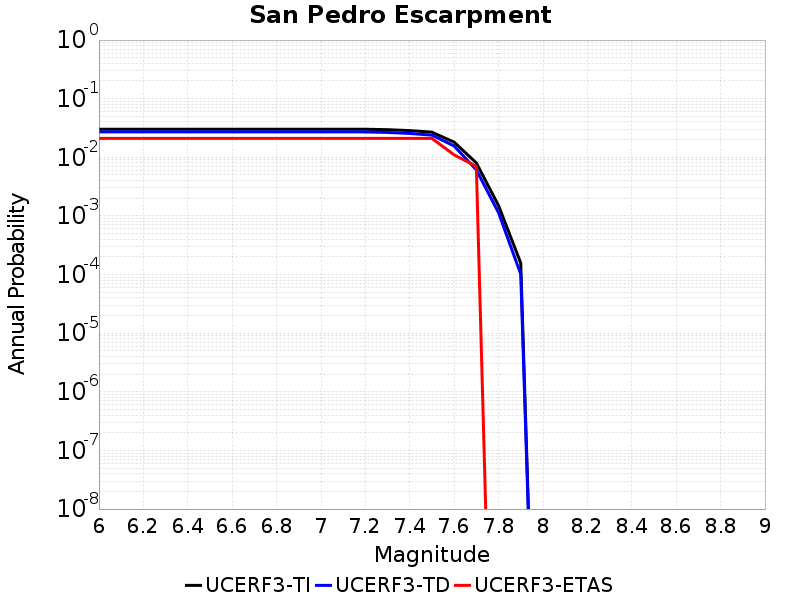 San Pedro Escarpment
Annual Probability
10^0
10^-1
10^-2
10^-3
10^-4
10^-5
10^-6
10^-7
10^-8
6 6.2 6.4 6.6 6.8 7 7.2 7.4 7.6 7.8 8 8.2 8.4 8.6 8.8 9
Magnitude
UCERF3-TI UCERF3-TD UCERF3-ETAS